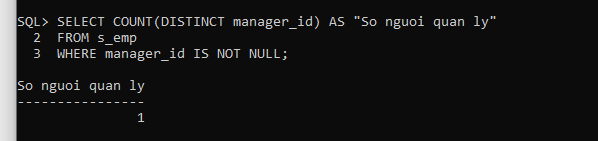 SQL> SELECT COUNT(DISTINCT manager_id) AS "So nguoi quan ly"
2 FROM s_emp
3 WHERE manager_id IS NOT NULL;
So nguoi quan ly
----------------
1